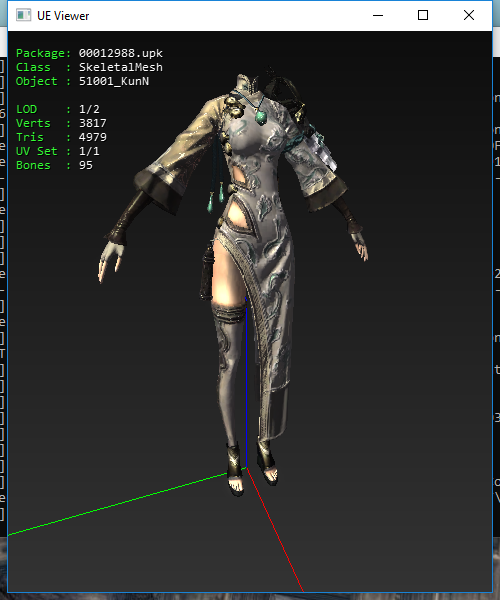 UE Viewer
Package: 00012988.upk
Class : SkeletalMesh
Object : 51001_KunN
LOD : 1/2
Verts : 3817
Tris : 4979
UV Set : 1/1
Bones : 95